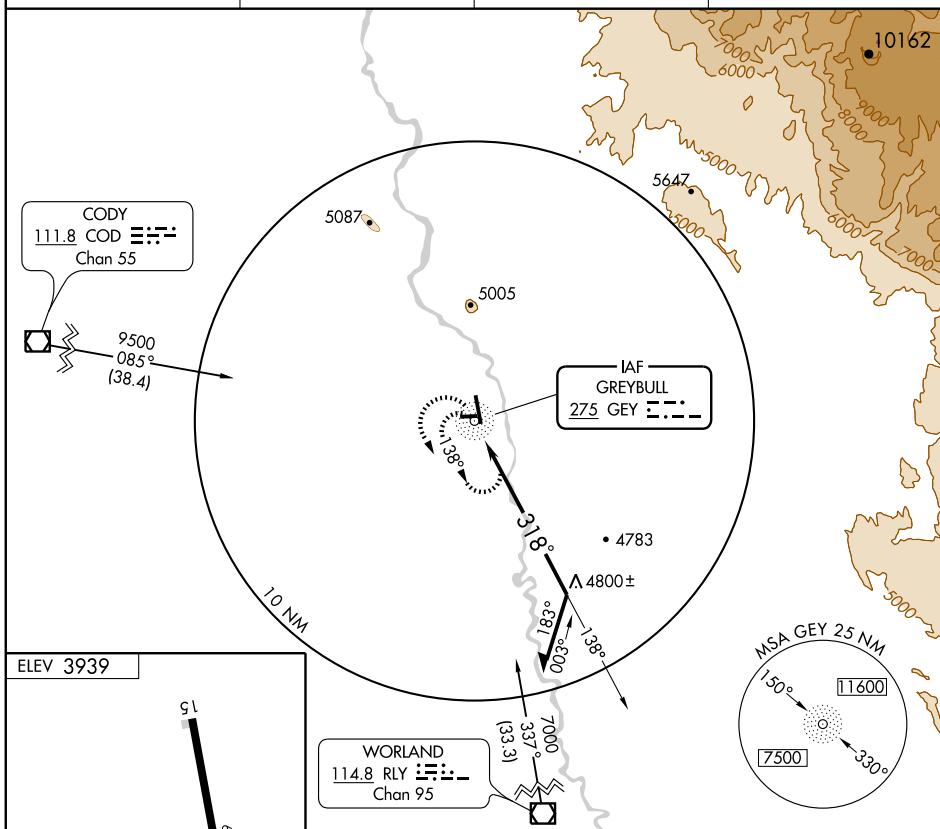 10162
7000
6000
9000
8000
5000
5647
5000
7000
5087
CODY
111.8 COD
Chan 55
5005
9500
085°
(38.4)
IAF
GREYBULL
275 GEY
138°
318°
4783
4800±
10 NM
183°
003°
138°
5000
MSA GEY 25 NM
150°
11600
7500
330°
ELEV 3939
15
7000
337°
(33.3)
WORLAND
114.8 RLY
Chan 95